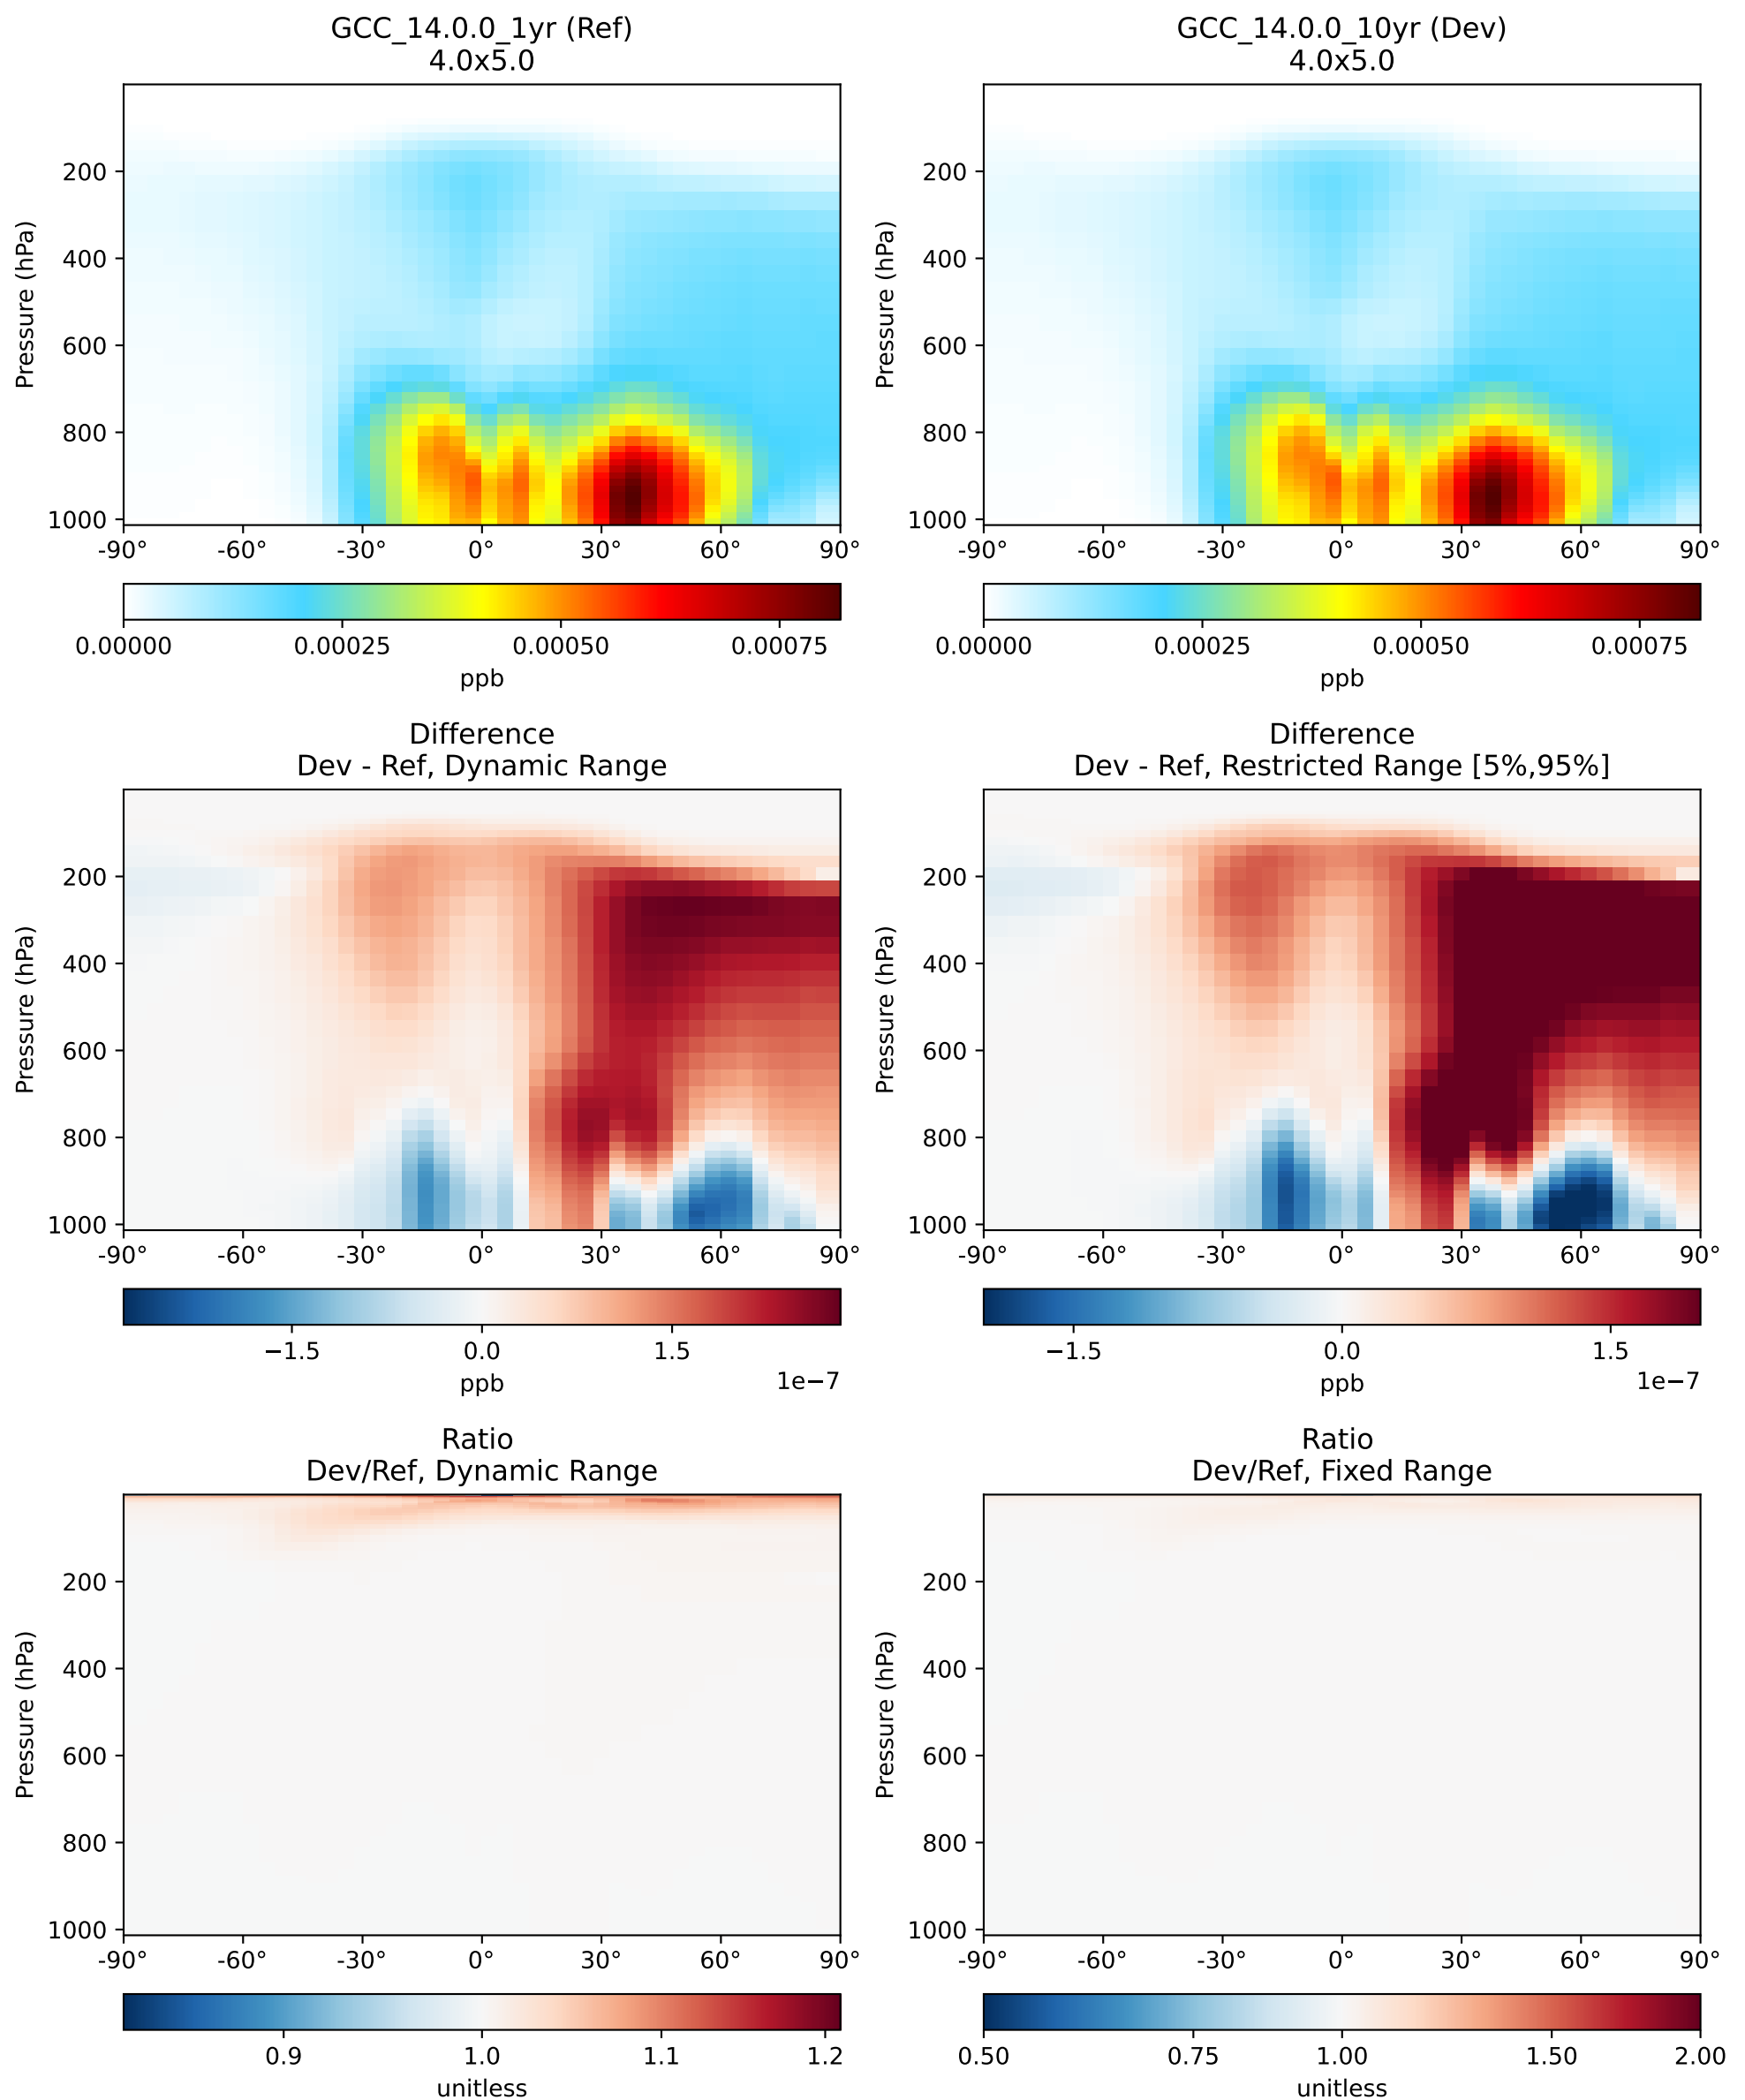 GCC_14.0.0_1yr (Ref)
4.0x5.0
Pressure (hPa)
200
400
600
800
1000
-90° -60° -30° 0° 30° 60° 90°
0.00000 0.00025 0.00050 0.00075
ppb
GCC_14.0.0_10yr (Dev)
4.0x5.0
Pressure (hPa)
200
400
600
800
1000
-90° -60° -30° 0° 30° 60° 90°
0.00000 0.00025 0.00050 0.00075
ppb
Difference
Dev - Ref, Dynamic Range
Pressure (hPa)
200
400
600
800
1000
-90° -60° -30° 0° 30° 60° 90°
−1.5 0.0 1.5
ppb 1e−7
Difference
Dev - Ref, Restricted Range [5%,95%]
Pressure (hPa)
200
400
600
800
1000
-90° -60° -30° 0° 30° 60° 90°
−1.5 0.0 1.5
ppb 1e−7
Ratio
Dev/Ref, Dynamic Range
Pressure (hPa)
200
400
600
800
1000
-90° -60° -30° 0° 30° 60° 90°
0.9 1.0 1.1 1.2
unitless
Ratio
Dev/Ref, Fixed Range
Pressure (hPa)
200
400
600
800
1000
-90° -60° -30° 0° 30° 60° 90°
0.50 0.75 1.00 1.50 2.00
unitless